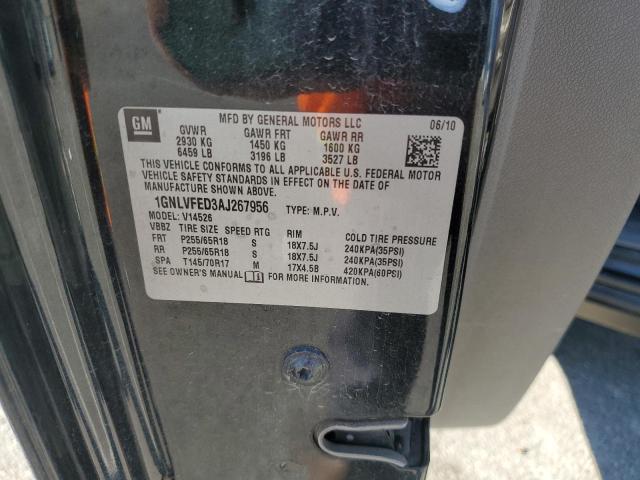 GM
MFD BY GENERAL MOTORS LLC
06/10
GVWR GAWR FRT GAWR RR
2930 KG 1450 KG 1600 KG
6459 LB 3196 LB 3527 LB
THIS VEHICLE CONFORMS TO ALL APPLICABLE U.S. FEDERAL MOTOR
VEHICLE SAFETY STANDARDS IN EFFECT ON THE DATE OF
MANUFACTURE SHOWN ABOVE.
1GNLVFED3AJ267956 TYPE: M.P.V.
MODEL: V14526
VBBZ TIRE SIZE SPEED RTG RIM COLD TIRE PRESSURE
FRT P255/65R18 S 18X7.5J 240KPA(35PSI)
RR P255/65R18 S 18X7.5J 240KPA(35PSI)
SPA T145/70R17 M 17X4.5B 420KPA(60PSI)
SEE OWNER'S MANUAL FOR MORE INFORMATION.